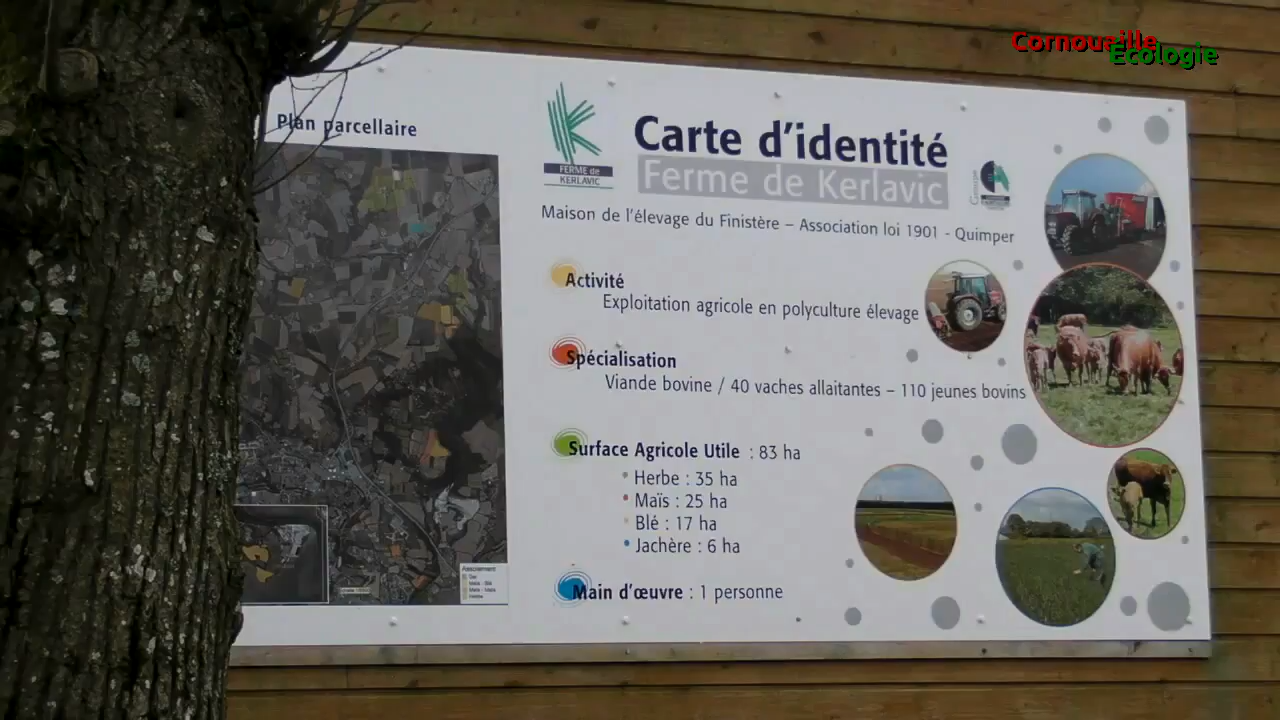 Cornouaille
Ecologie
Plan parcellaire
FERME de
KERLAVIC
Carte d'identité
Ferme de Kerlavic
Maison de l'élevage du Finistère – Association loi 1901 - Quimper
Activité
Exploitation agricole en polyculture élevage
Spécialisation
Viande bovine / 40 vaches allaitantes – 110 jeunes bovins
Surface Agricole Utile : 83 ha
• Herbe : 35 ha
• Maïs : 25 ha
• Blé : 17 ha
• Jachère : 6 ha
Main d'œuvre : 1 personne
Assolement